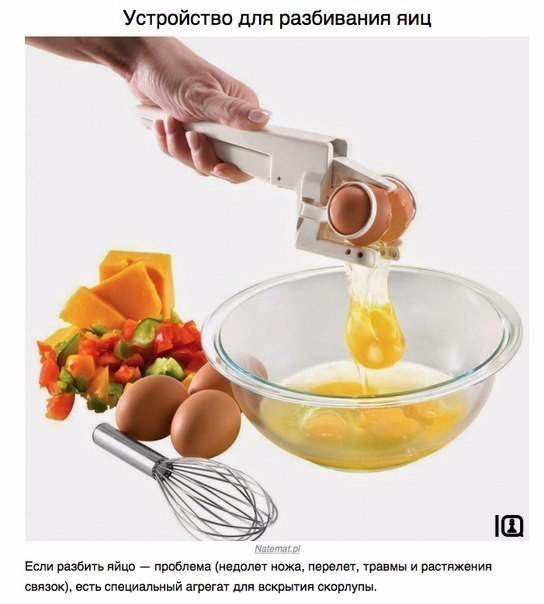 Устройство для разбивания яиц
IQ
Natemat.pl
Если разбить яйцо — проблема (недолет ножа, перелет, травмы и растяжения
связок), есть специальный агрегат для вскрытия скорлупы.